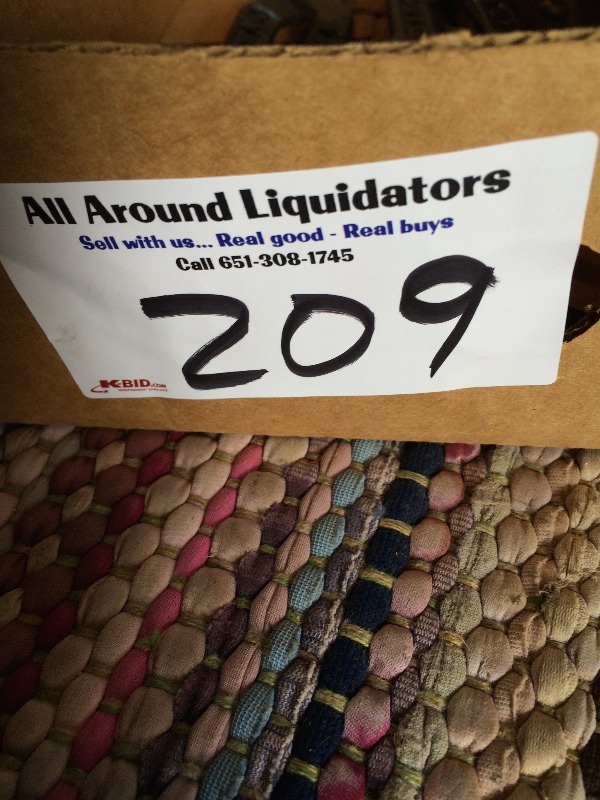 All Around Liquidators
Sell with us... Real good - Real buys
Call 651-308-1745
209
K-BID.COM